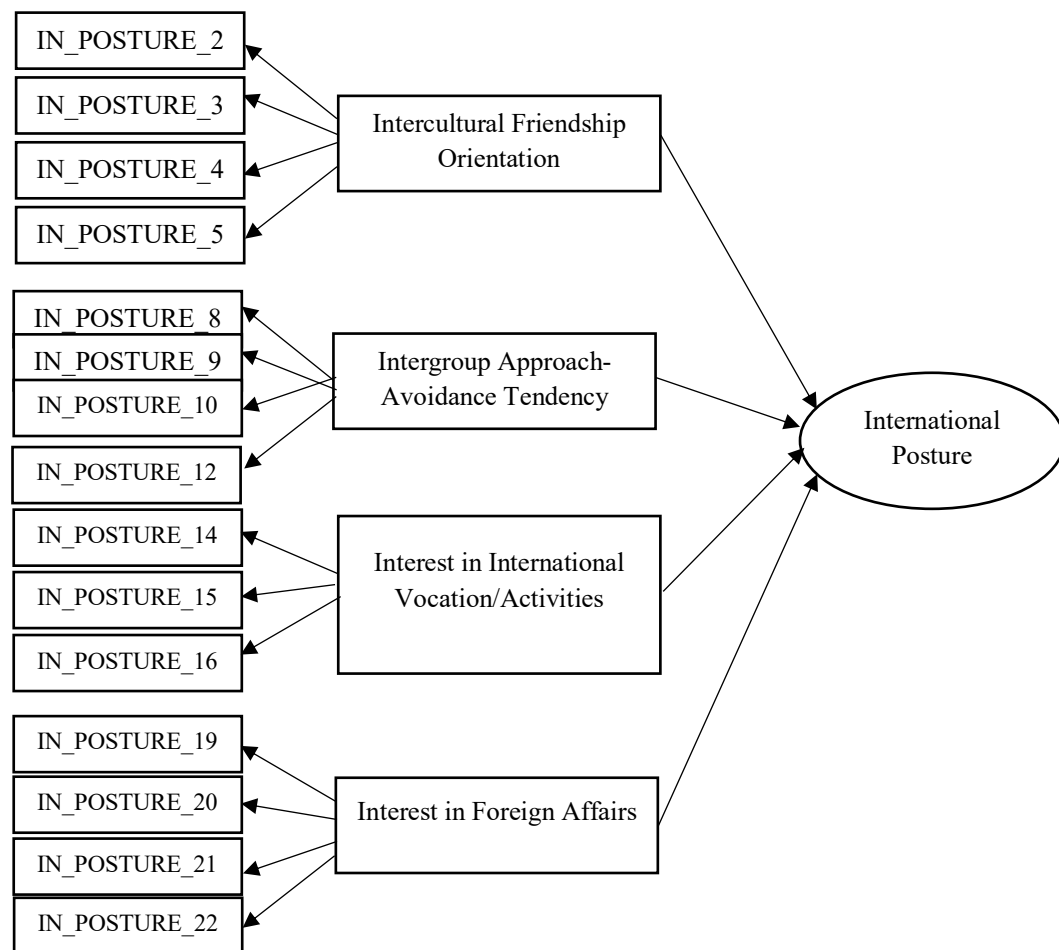 IN_POSTURE_2
IN_POSTURE_3
IN_POSTURE_4
IN_POSTURE_5
Intercultural Friendship
Orientation
IN_POSTURE_8
IN_POSTURE_9
IN_POSTURE_10
IN_POSTURE_12
Intergroup Approach-
Avoidance Tendency
IN_POSTURE_14
IN_POSTURE_15
IN_POSTURE_16
Interest in International
Vocation/Activities
IN_POSTURE_19
IN_POSTURE_20
IN_POSTURE_21
IN_POSTURE_22
Interest in Foreign Affairs
International
Posture